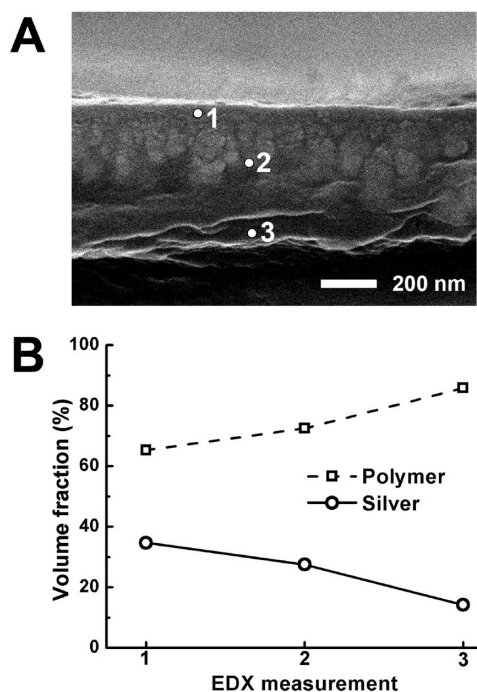 A
1
2
3
200 nm
B
Volume fraction (%)
100
80
60
40
20
0
Polymer
Silver
1 2 3
EDX measurement